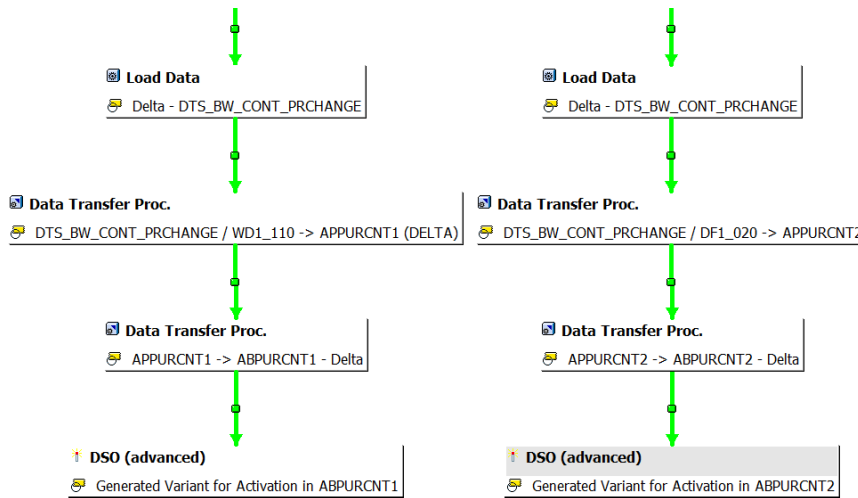 Load Data
Delta - DTS_BW_CONT_PRCHANGE
Data Transfer Proc.
DTS_BW_CONT_PRCHANGE / WD1_110 -> APPURCNT1 (DELTA)
Data Transfer Proc.
APPURCNT1 -> ABPURCNT1 - Delta
DSO (advanced)
Generated Variant for Activation in ABPURCNT1
Load Data
Delta - DTS_BW_CONT_PRCHANGE
Data Transfer Proc.
DTS_BW_CONT_PRCHANGE / DF1_020 -> APPURCNT2
Data Transfer Proc.
APPURCNT2 -> ABPURCNT2 - Delta
DSO (advanced)
Generated Variant for Activation in ABPURCNT2